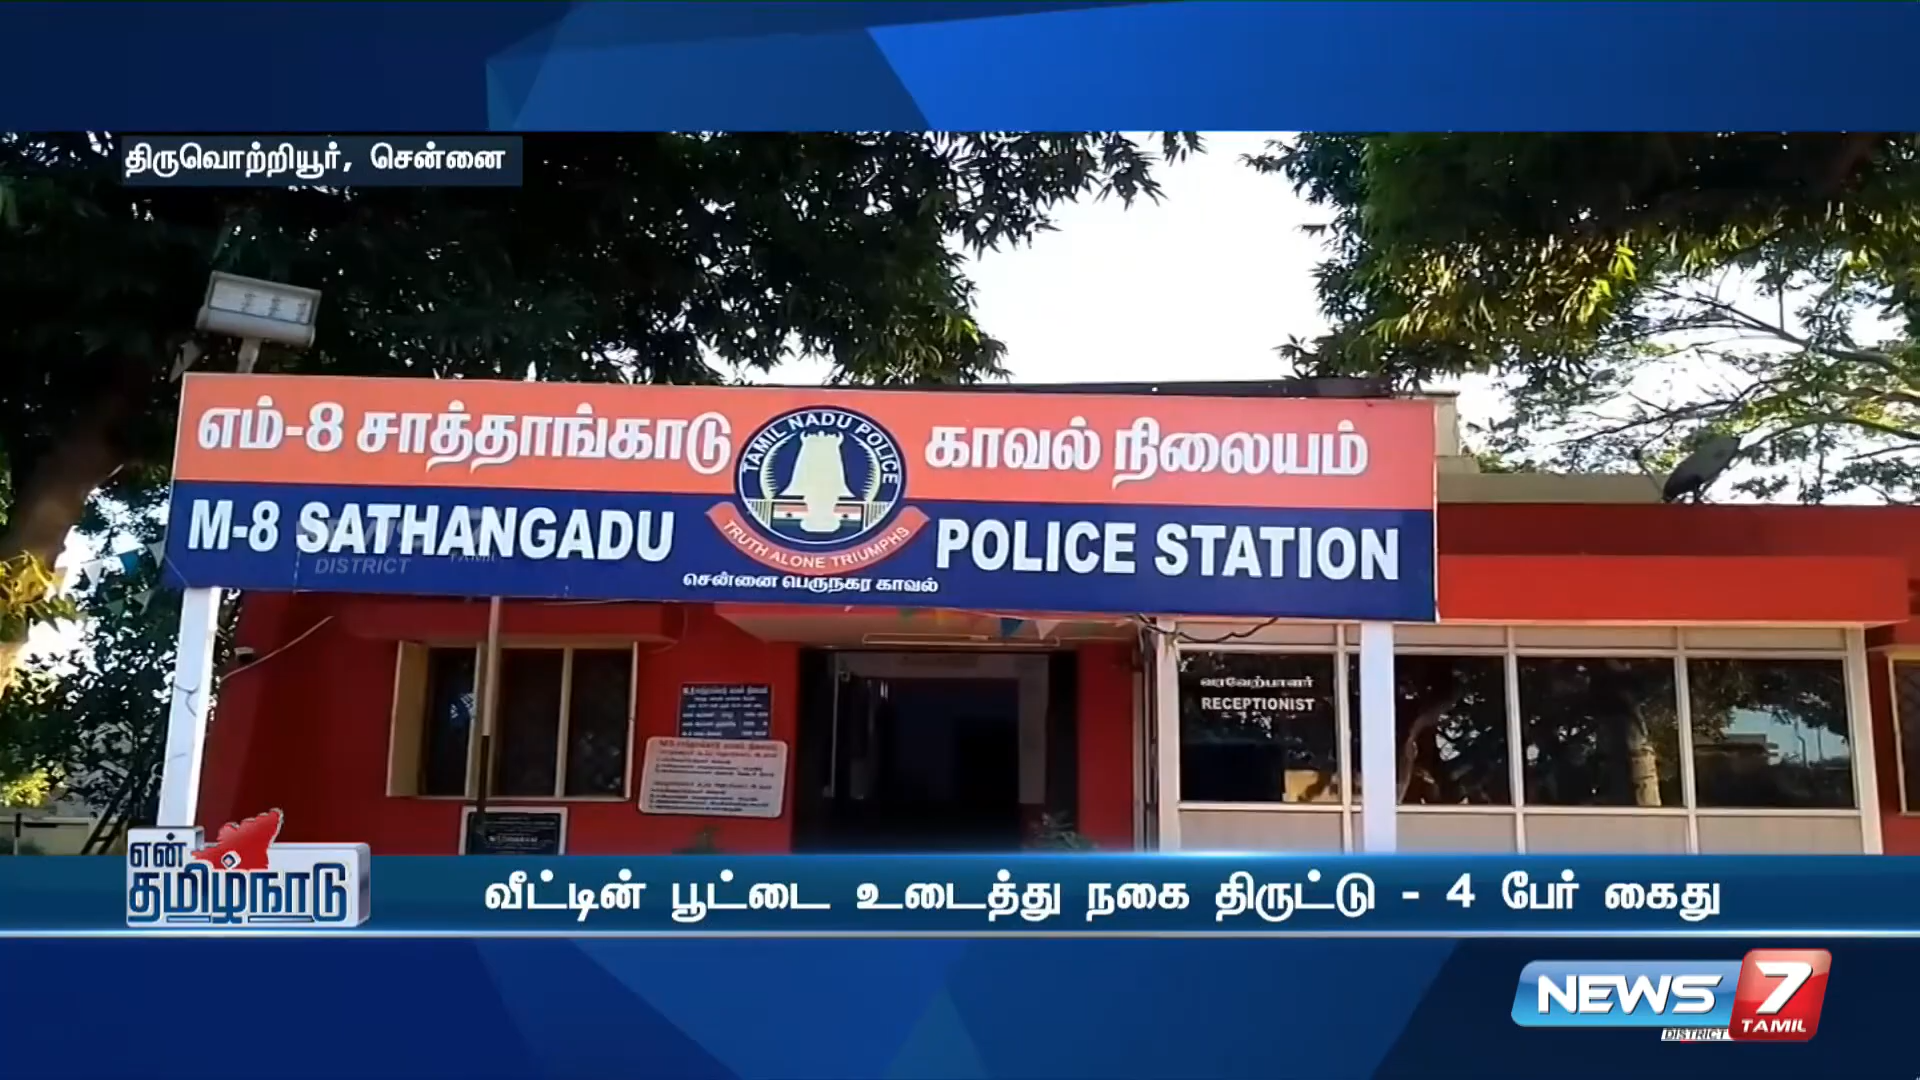 திருவொற்றியூர், சென்னை
எம்-8 சாத்தாங்காடு காவல் நிலையம்
TAMIL NADU POLICE
TRUTH ALONE TRIUMPHS
M-8 SATHANGADU POLICE STATION
சென்னை பெருநகர காவல்
DISTRICT
வரவேற்பாளர்
RECEPTIONIST
என்
தமிழ்நாடு
வீட்டின் பூட்டை உடைத்து நகை திருட்டு - 4 பேர் கைது
NEWS 7
DISTRICT TAMIL